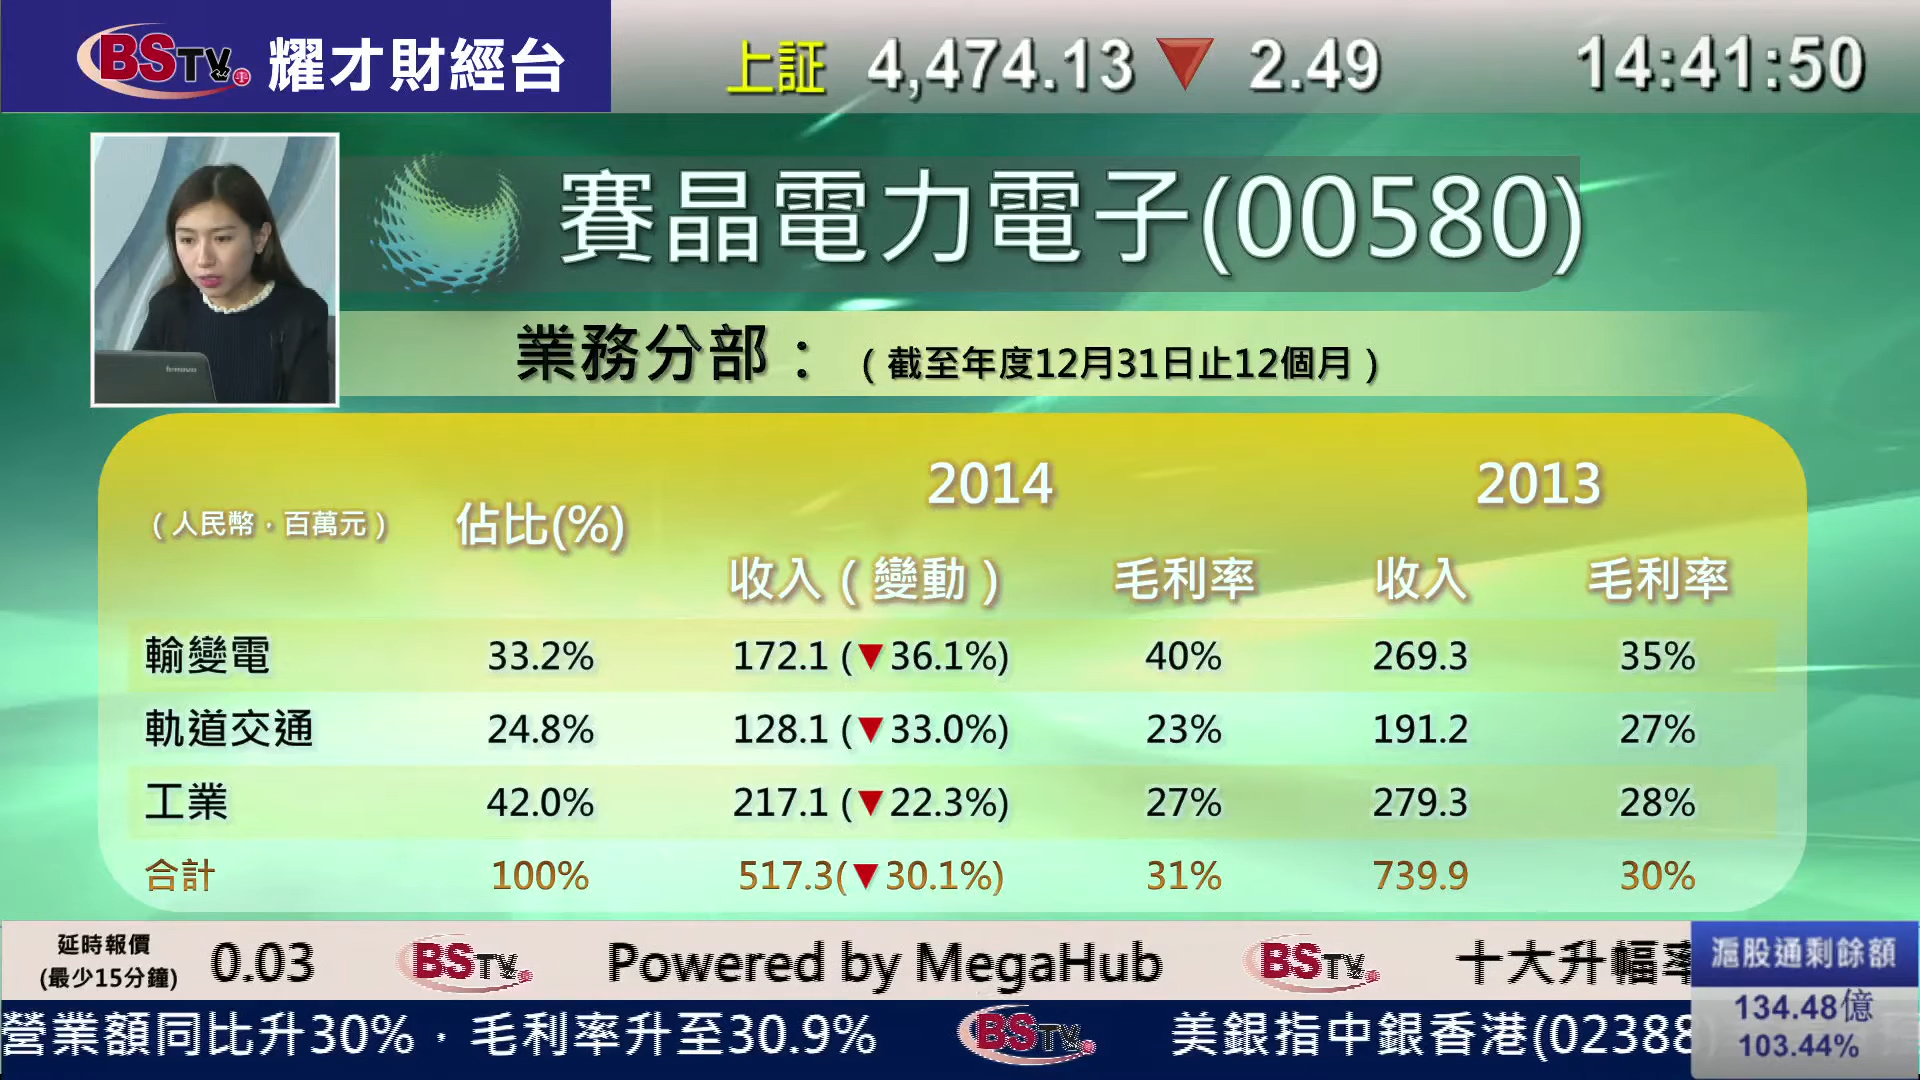 BSTV 耀才財經台
上証 4,474.13 ▼ 2.49
14:41:50
賽晶電力電子(00580)
業務分部：（截至年度12月31日止12個月）
lenovo
2014 2013
（人民幣，百萬元） 佔比(%)
收入（變動） 毛利率 收入 毛利率
輸變電 33.2% 172.1 (▼36.1%) 40% 269.3 35%
軌道交通 24.8% 128.1 (▼33.0%) 23% 191.2 27%
工業 42.0% 217.1 (▼22.3%) 27% 279.3 28%
合計 100% 517.3(▼30.1%) 31% 739.9 30%
延時報價
(最少15分鐘)
0.03 BSTV Powered by MegaHub BSTV 十大升幅率
滬股通剩餘額
134.48億
103.44%
營業額同比升30%，毛利率升至30.9% BSTV 美銀指中銀香港(02388)